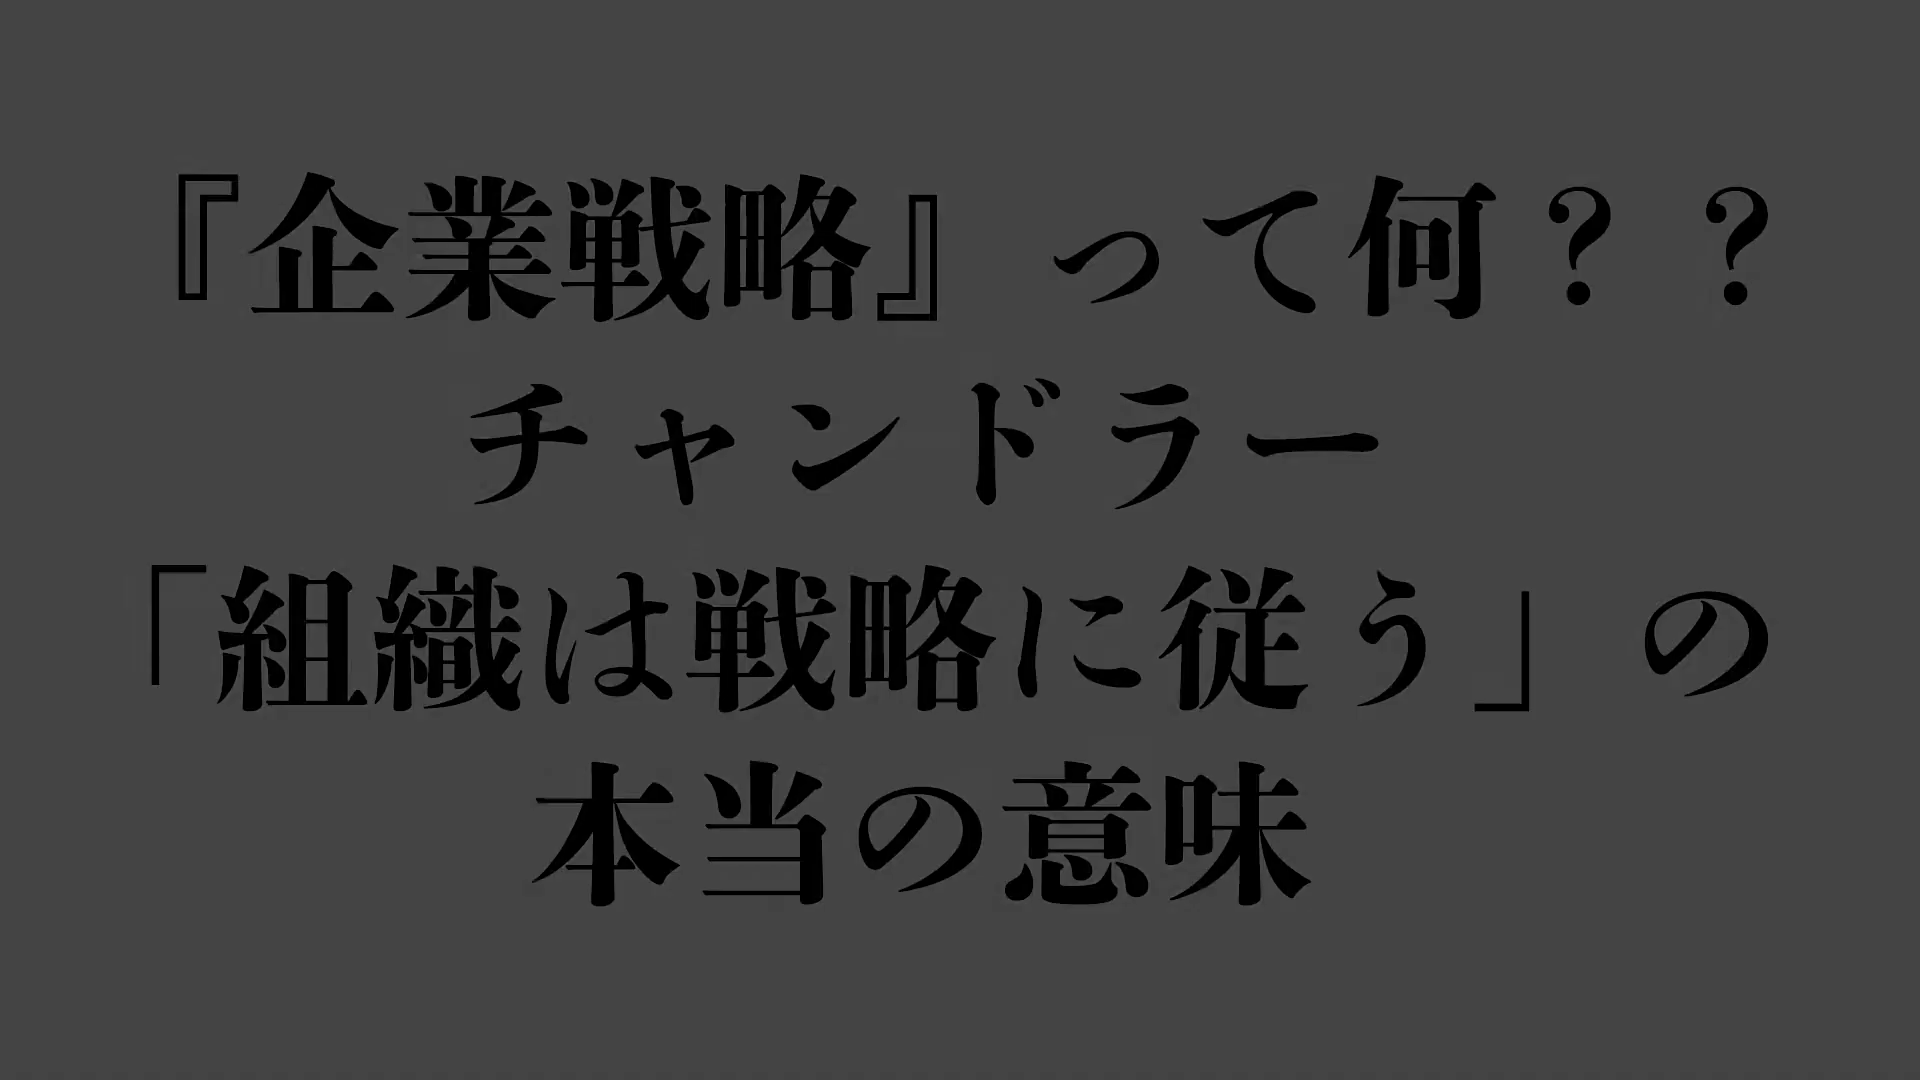 『企業戦略』って何？？
チャンドラー
「組織は戦略に従う」の
本当の意味